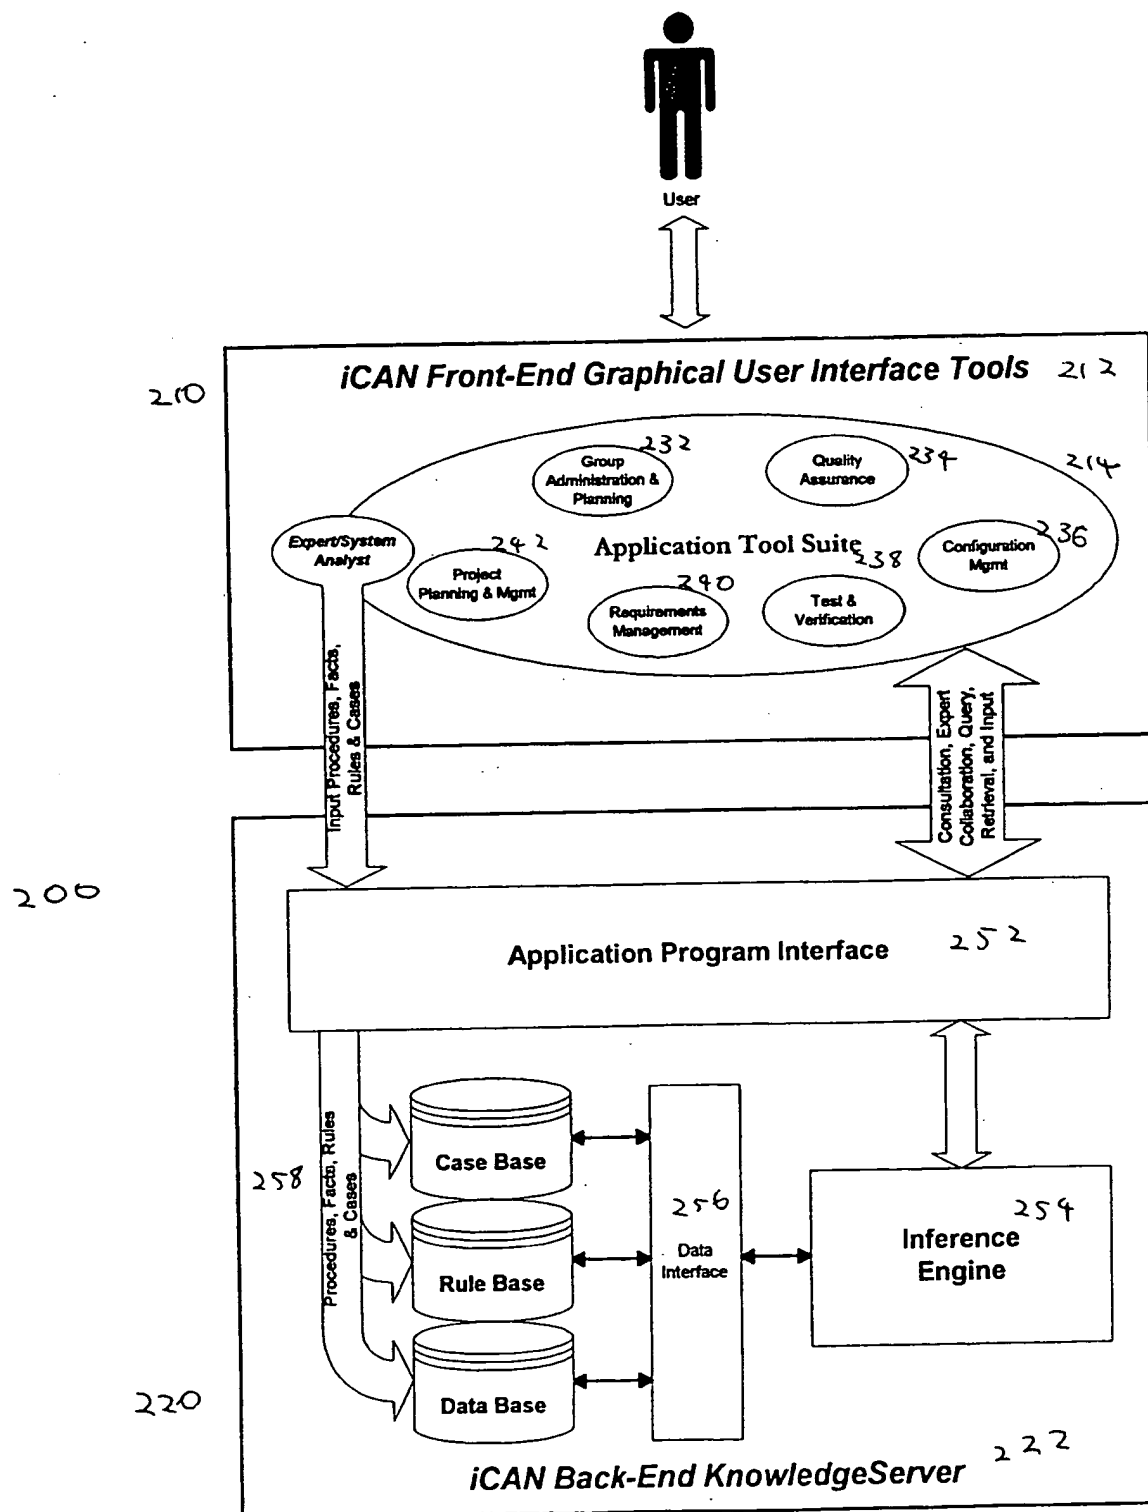 User
iCAN Front-End Graphical User Interface Tools 212
210
232
Group
Administration &
Planning
234
Quality
Assurance
214
Expert/System
Analyst
242
Project
Planning & Mgmt
Application Tool Suite
236
Configuration
Mgmt
240
Requirements
Management
238
Test &
Verification
Input Procedures, Facts,
Rules & Cases
Consultation, Expert
Collaboration, Query,
Retrieval, and Input
200
Application Program Interface 252
258
Procedures, Facts, Rules
& Cases
Case Base
Rule Base
Data Base
256
Data
Interface
254
Inference
Engine
220
222
iCAN Back-End KnowledgeServer